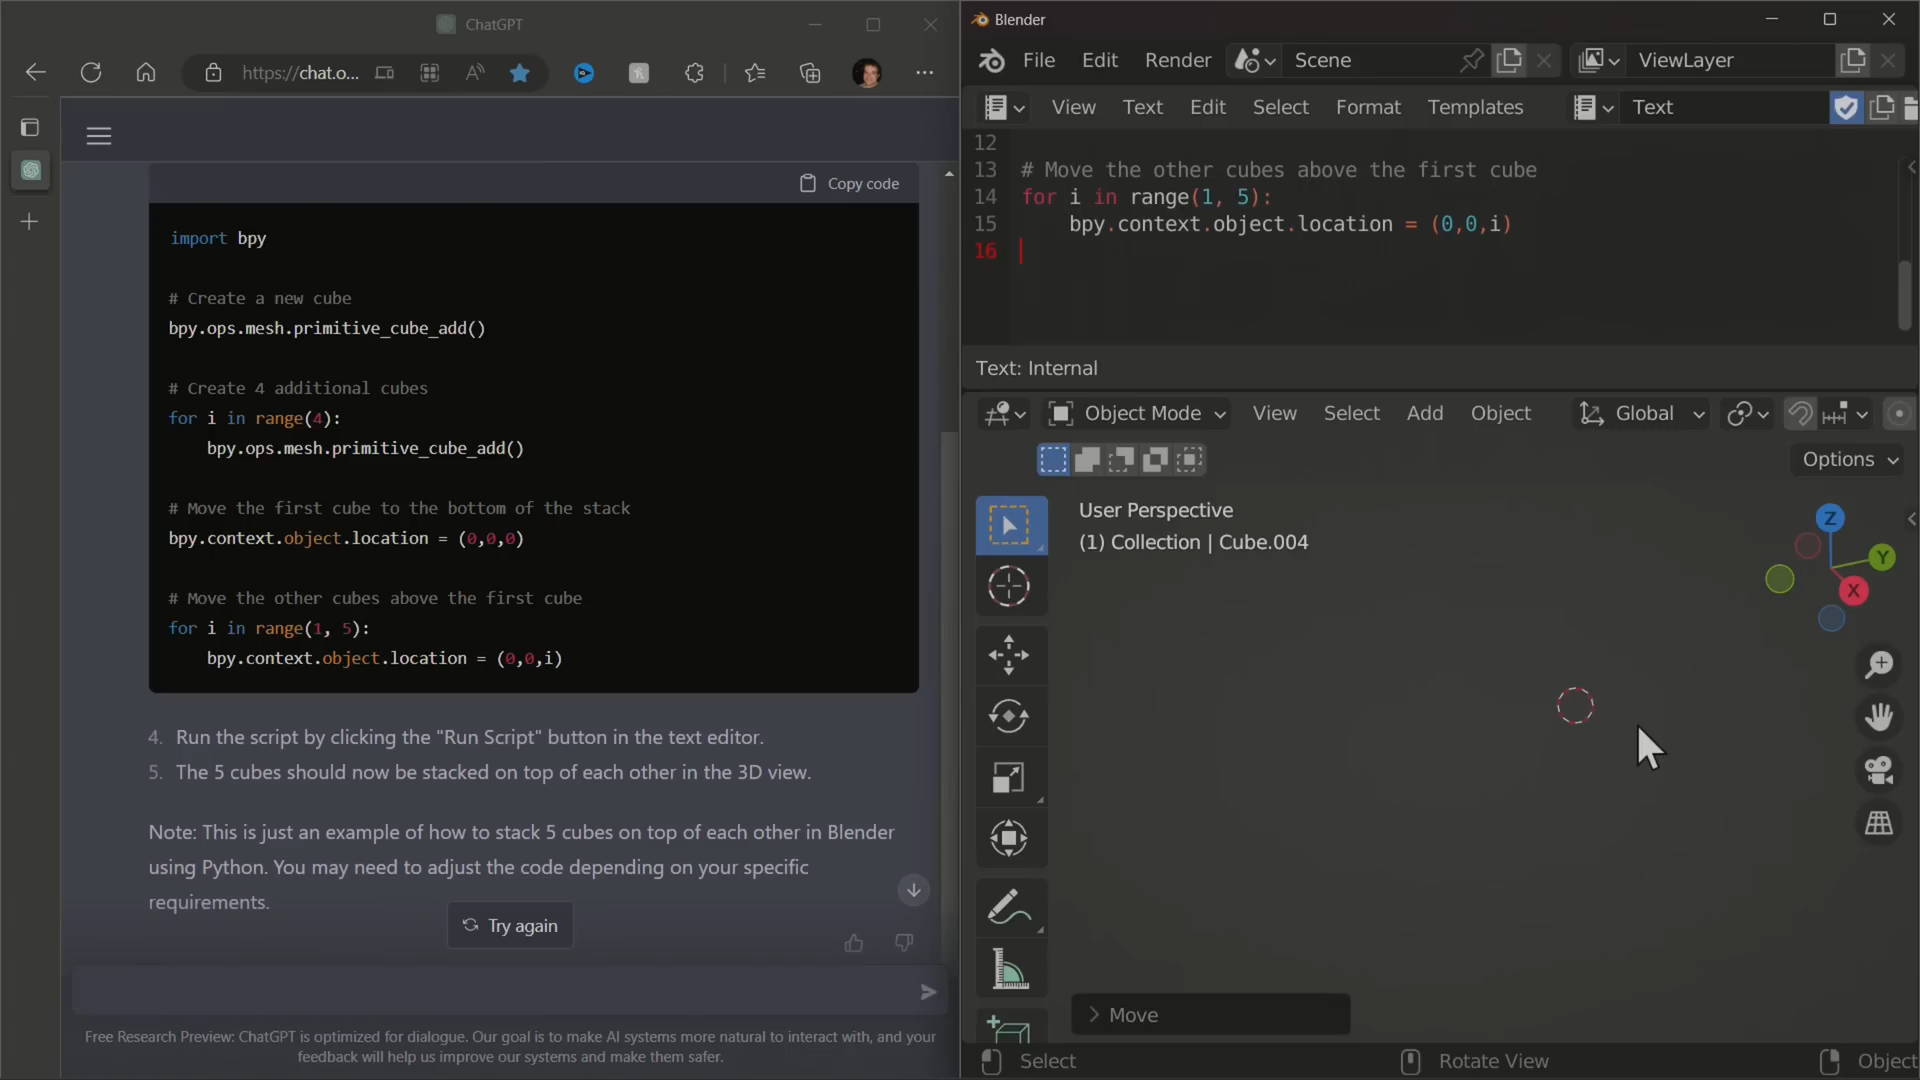 ChatGPT
https://chat.o...
Copy code
import bpy
# Create a new cube
bpy.ops.mesh.primitive_cube_add()
# Create 4 additional cubes
for i in range(4):
bpy.ops.mesh.primitive_cube_add()
# Move the first cube to the bottom of the stack
bpy.context.object.location = (0,0,0)
# Move the other cubes above the first cube
for i in range(1, 5):
bpy.context.object.location = (0,0,i)
4. Run the script by clicking the "Run Script" button in the text editor.
5. The 5 cubes should now be stacked on top of each other in the 3D view.
Note: This is just an example of how to stack 5 cubes on top of each other in Blender
using Python. You may need to adjust the code depending on your specific
requirements.
Try again
Free Research Preview: ChatGPT is optimized for dialogue. Our goal is to make AI systems more natural to interact with, and your
feedback will help us improve our systems and make them safer.
Blender
File Edit Render Scene ViewLayer
View Text Edit Select Format Templates Text
12
13 # Move the other cubes above the first cube
14 for i in range(1, 5):
15 bpy.context.object.location = (0,0,i)
16
Text: Internal
Object Mode View Select Add Object Global
Options
User Perspective
(1) Collection | Cube.004
Z
Y
X
> Move
Select Rotate View Object